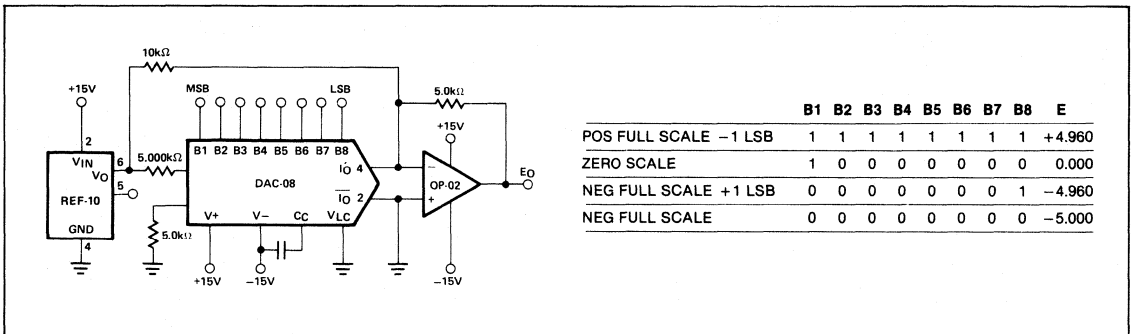 10kΩ
+15V
MSB
LSB
5.0kΩ
+15V
2
VIN
VO
6
5.000kΩ
5
REF-10
GND
4
B1 B2 B3 B4 B5 B6 B7 B8
IO 4
DAC-08
IO 2
V+
V−
CC
VLC
5.0kΩ
+15V
−15V
−
+
OP-02
EO
−15V
B1 B2 B3 B4 B5 B6 B7 B8 E
POS FULL SCALE −1 LSB 1 1 1 1 1 1 1 1 +4.960
ZERO SCALE 1 0 0 0 0 0 0 0 0.000
NEG FULL SCALE +1 LSB 0 0 0 0 0 0 0 1 −4.960
NEG FULL SCALE 0 0 0 0 0 0 0 0 −5.000